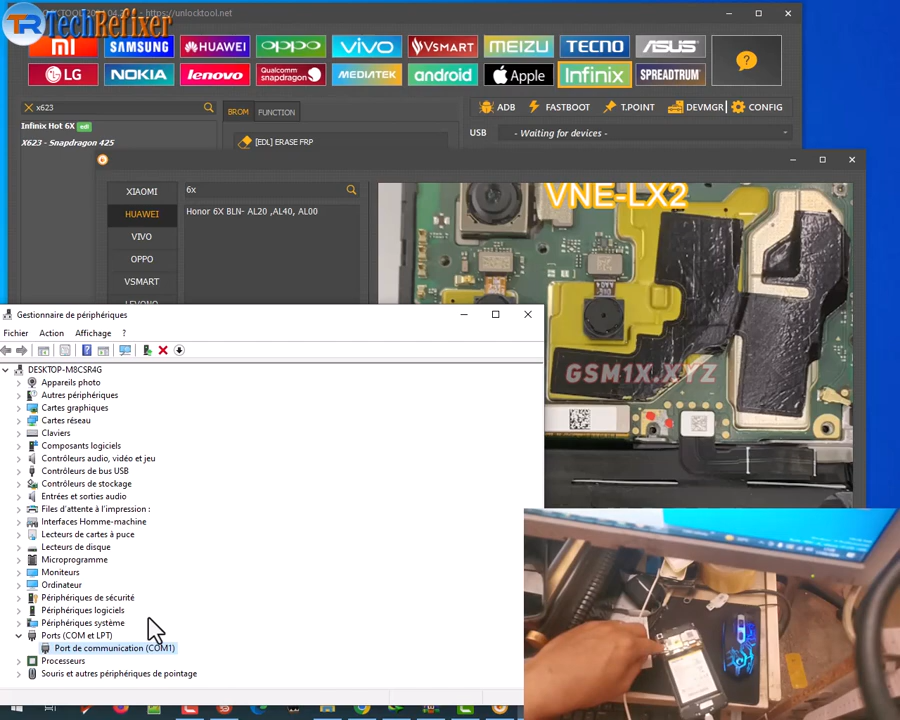 TR TechRefixer
https://unlocktool.net
MI SAMSUNG HUAWEI OPPO VIVO VSMART MEIZU TECNO ASUS
LG NOKIA lenovo Qualcomm snapdragon MEDIATEK android Apple Infinix SPREADTRUM
?
x623
BROM FUNCTION
ADB FASTBOOT T.POINT DEVMGR CONFIG
Infinix Hot 6X edl
X623 - Snapdragon 425
[EDL] ERASE FRP
USB - Waiting for devices -
XIAOMI
HUAWEI
VIVO
OPPO
VSMART
6x
Honor 6X BLN- AL20 ,AL40, AL00
VNE-LX2
GSM1X.XYZ
Gestionnaire de périphériques
Fichier Action Affichage ?
DESKTOP-M8CSR4G
Appareils photo
Autres périphériques
Cartes graphiques
Cartes réseau
Claviers
Composants logiciels
Contrôleurs audio, vidéo et jeu
Contrôleurs de bus USB
Contrôleurs de stockage
Entrées et sorties audio
Files d'attente à l'impression :
Interfaces Homme-machine
Lecteurs de cartes à puce
Lecteurs de disque
Microprogramme
Moniteurs
Ordinateur
Périphériques de sécurité
Périphériques logiciels
Périphériques système
Ports (COM et LPT)
Port de communication (COM1)
Processeurs
Souris et autres périphériques de pointage